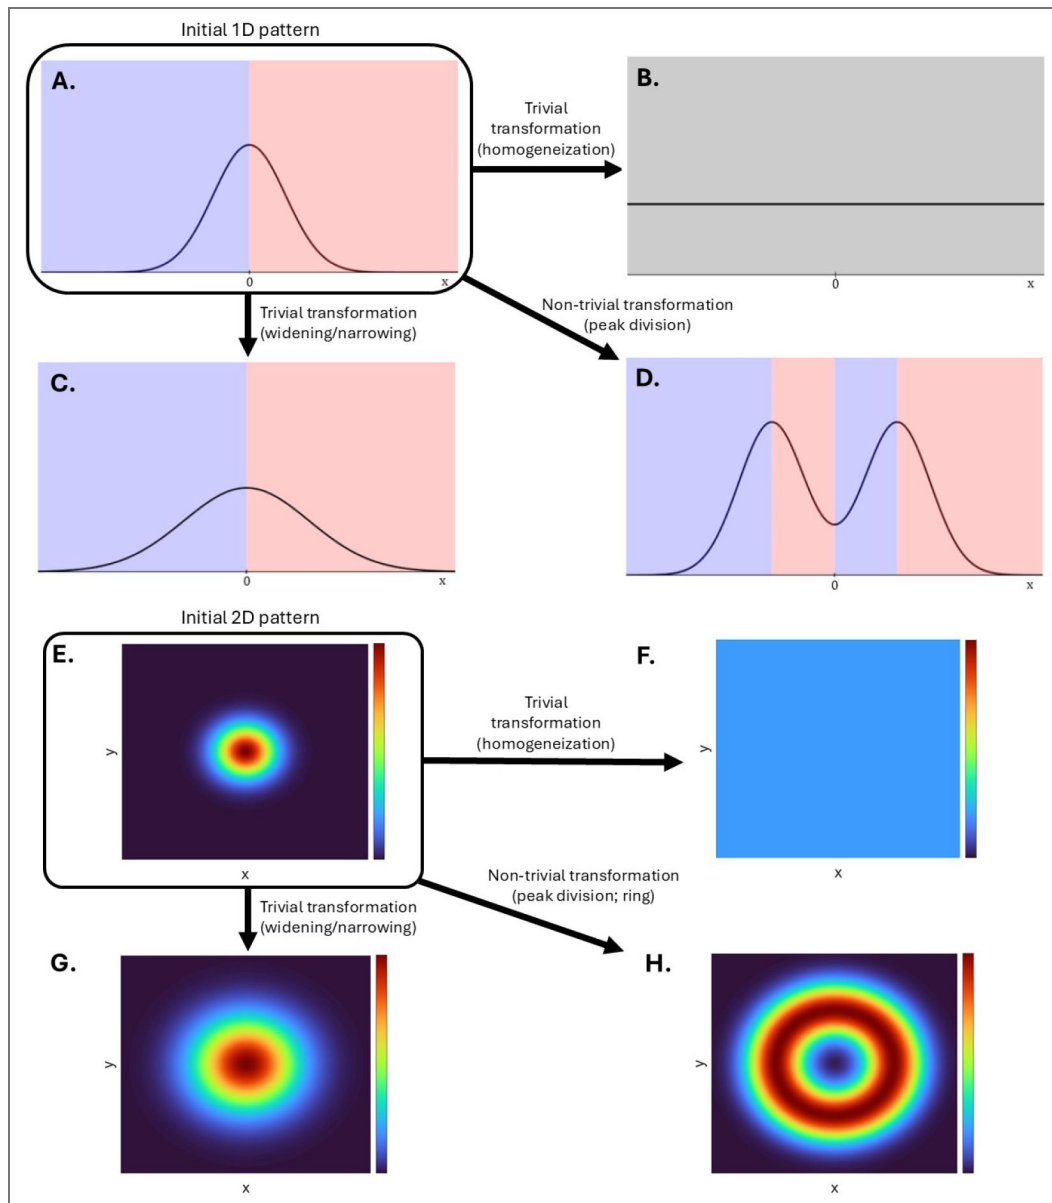 Initial 1D pattern
A.
0
x
Trivial
transformation
(homogeneization)
B.
0
x
Trivial transformation
(widening/narrowing)
Non-trivial transformation
(peak division)
C.
0
x
D.
0
x
Initial 2D pattern
E.
y
x
Trivial
transformation
(homogeneization)
F.
y
x
Trivial transformation
(widening/narrowing)
Non-trivial transformation
(peak division; ring)
G.
y
x
H.
y
x